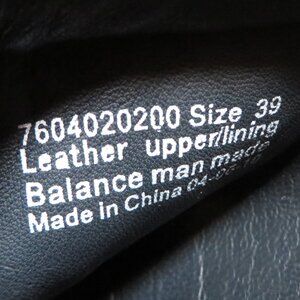 7604020200 Size 39
Leather upper/lining
Balance man made
Made in China